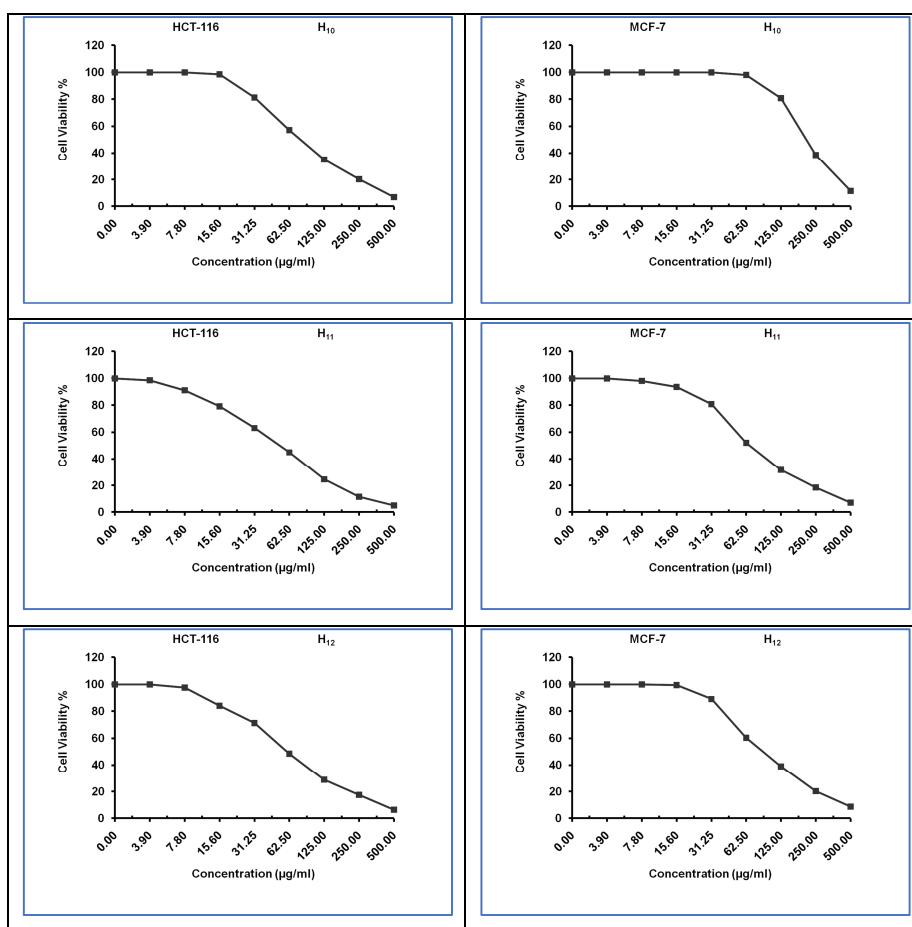 HCT-116 H₁₀
120
100
80
60
40
20
0
Cell Viability %
0.00 3.90 7.80 15.60 31.25 62.50 125.00 250.00 500.00
Concentration (µg/ml)
MCF-7 H₁₀
120
100
80
60
40
20
0
Cell Viability %
0.00 3.90 7.80 15.60 31.25 62.50 125.00 250.00 500.00
Concentration (µg/ml)
HCT-116 H₁₁
120
100
80
60
40
20
0
Cell Viability %
0.00 3.90 7.80 15.60 31.25 62.50 125.00 250.00 500.00
Concentration (µg/ml)
MCF-7 H₁₁
120
100
80
60
40
20
0
Cell Viability %
0.00 3.90 7.80 15.60 31.25 62.50 125.00 250.00 500.00
Concentration (µg/ml)
HCT-116 H₁₂
120
100
80
60
40
20
0
Cell Viability %
0.00 3.90 7.80 15.60 31.25 62.50 125.00 250.00 500.00
Concentration (µg/ml)
MCF-7 H₁₂
120
100
80
60
40
20
0
Cell Viability %
0.00 3.90 7.80 15.60 31.25 62.50 125.00 250.00 500.00
Concentration (µg/ml)